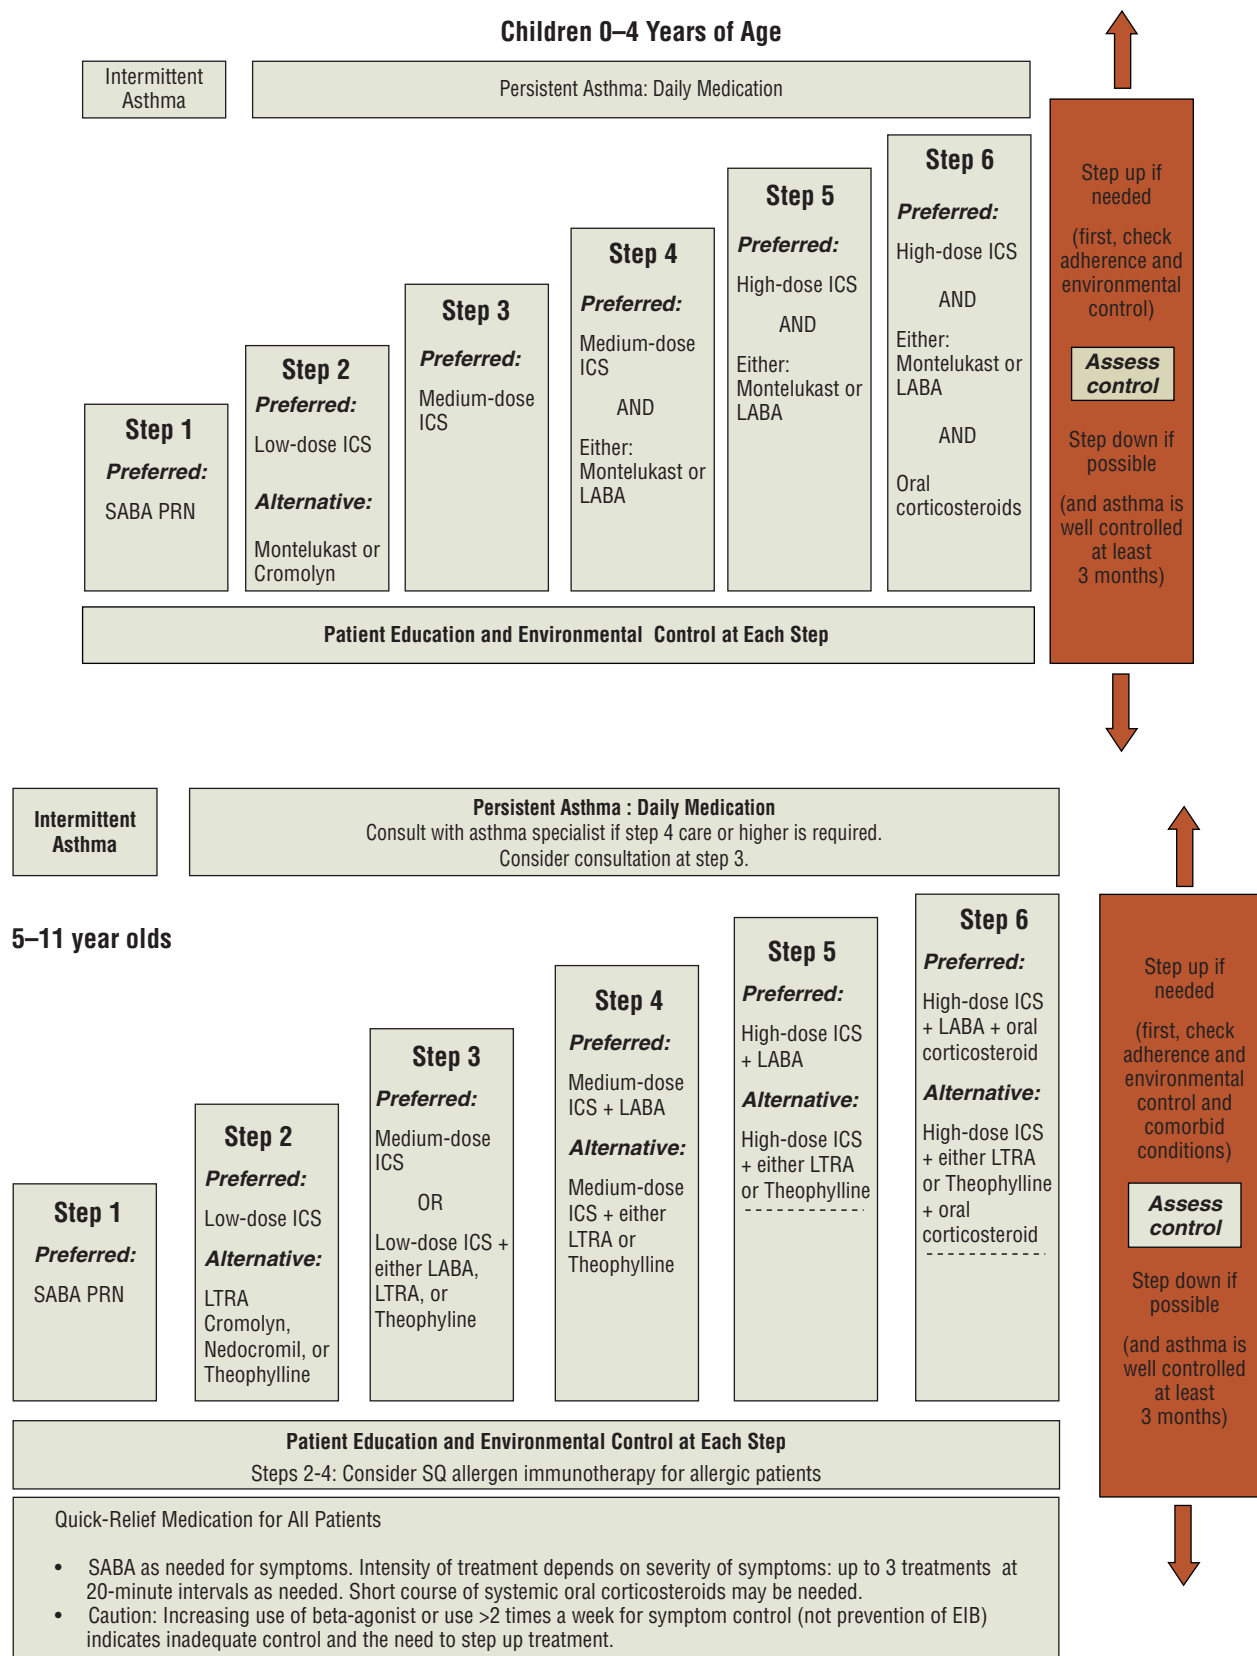 Children 0–4 Years of Age
Intermittent
Asthma
Persistent Asthma: Daily Medication
Step 1
Preferred:
SABA PRN
Step 2
Preferred:
Low-dose ICS
Alternative:
Montelukast or
Cromolyn
Step 3
Preferred:
Medium-dose
ICS
Step 4
Preferred:
Medium-dose
ICS
AND
Either:
Montelukast or
LABA
Step 5
Preferred:
High-dose ICS
AND
Either:
Montelukast or
LABA
Step 6
Preferred:
High-dose ICS
AND
Either:
Montelukast or
LABA
AND
Oral
corticosteroids
Step up if
needed
(first, check
adherence and
environmental
control)
Assess
control
Step down if
possible
(and asthma is
well controlled
at least
3 months)
Patient Education and Environmental Control at Each Step
Intermittent
Asthma
Persistent Asthma : Daily Medication
Consult with asthma specialist if step 4 care or higher is required.
Consider consultation at step 3.
5–11 year olds
Step 1
Preferred:
SABA PRN
Step 2
Preferred:
Low-dose ICS
Alternative:
LTRA
Cromolyn,
Nedocromil, or
Theophylline
Step 3
Preferred:
Medium-dose
ICS
OR
Low-dose ICS +
either LABA,
LTRA, or
Theophyline
Step 4
Preferred:
Medium-dose
ICS + LABA
Alternative:
Medium-dose
ICS + either
LTRA or
Theophylline
Step 5
Preferred:
High-dose ICS
+ LABA
Alternative:
High-dose ICS
+ either LTRA
or Theophylline
Step 6
Preferred:
High-dose ICS
+ LABA + oral
corticosteroid
Alternative:
High-dose ICS
+ either LTRA
or Theophylline
+ oral
corticosteroid
Step up if
needed
(first, check
adherence and
environmental
control and
comorbid
conditions)
Assess
control
Step down if
possible
(and asthma is
well controlled
at least
3 months)
Patient Education and Environmental Control at Each Step
Steps 2-4: Consider SQ allergen immunotherapy for allergic patients
Quick-Relief Medication for All Patients
• SABA as needed for symptoms. Intensity of treatment depends on severity of symptoms: up to 3 treatments at
20-minute intervals as needed. Short course of systemic oral corticosteroids may be needed.
• Caution: Increasing use of beta-agonist or use >2 times a week for symptom control (not prevention of EIB)
indicates inadequate control and the need to step up treatment.